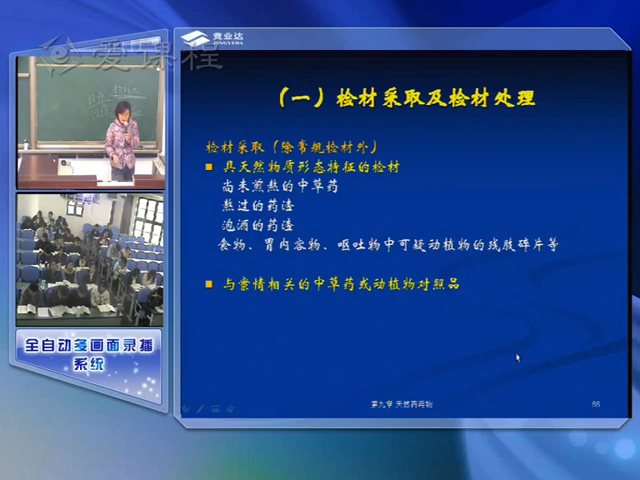 爱课程
竞业达
JINGYEDA
（一）检材采取及检材处理
检材采取（除常规检材外）
具天然物质形态特征的检材
尚未煎熬的中草药
熬过的药渣
泡酒的药渣
食物、胃内容物、呕吐物中可疑动植物的残肢碎片等
与案情相关的中草药或动植物对照品
全自动多画面录播
系统
第九章 天然药毒物
66